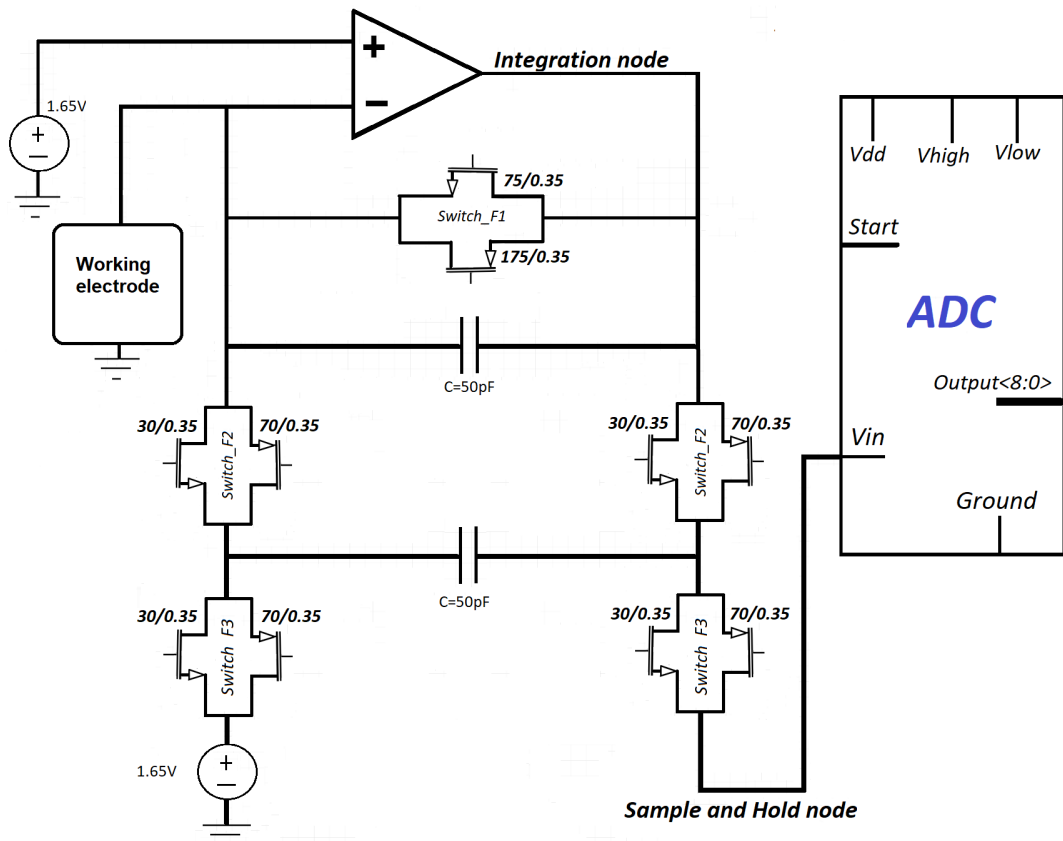 +
−
Integration node
1.65V
+
−
75/0.35
Switch_F1
175/0.35
Working
electrode
C=50pF
30/0.35
70/0.35
Switch_F2
30/0.35
70/0.35
Switch_F2
C=50pF
30/0.35
70/0.35
Switch F3
30/0.35
70/0.35
Switch F3
1.65V
+
−
Sample and Hold node
Vdd
Vhigh
Vlow
Start
ADC
Output<8:0>
Vin
Ground